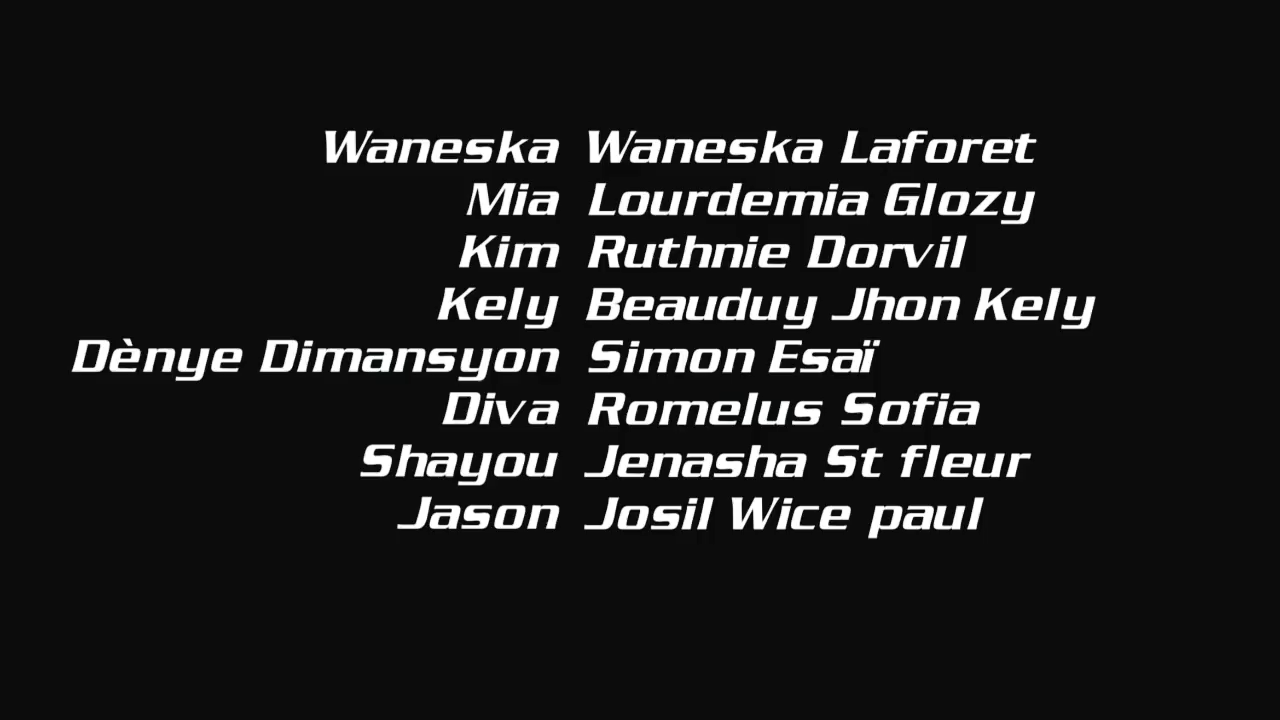 Waneska Waneska Laforet
Mia Lourdemia Glozy
Kim Ruthnie Dorvil
Kely Beauduy Jhon Kely
Dènye Dimansyon Simon Esaï
Diva Romelus Sofia
Shayou Jenasha St fleur
Jason Josil Wice paul